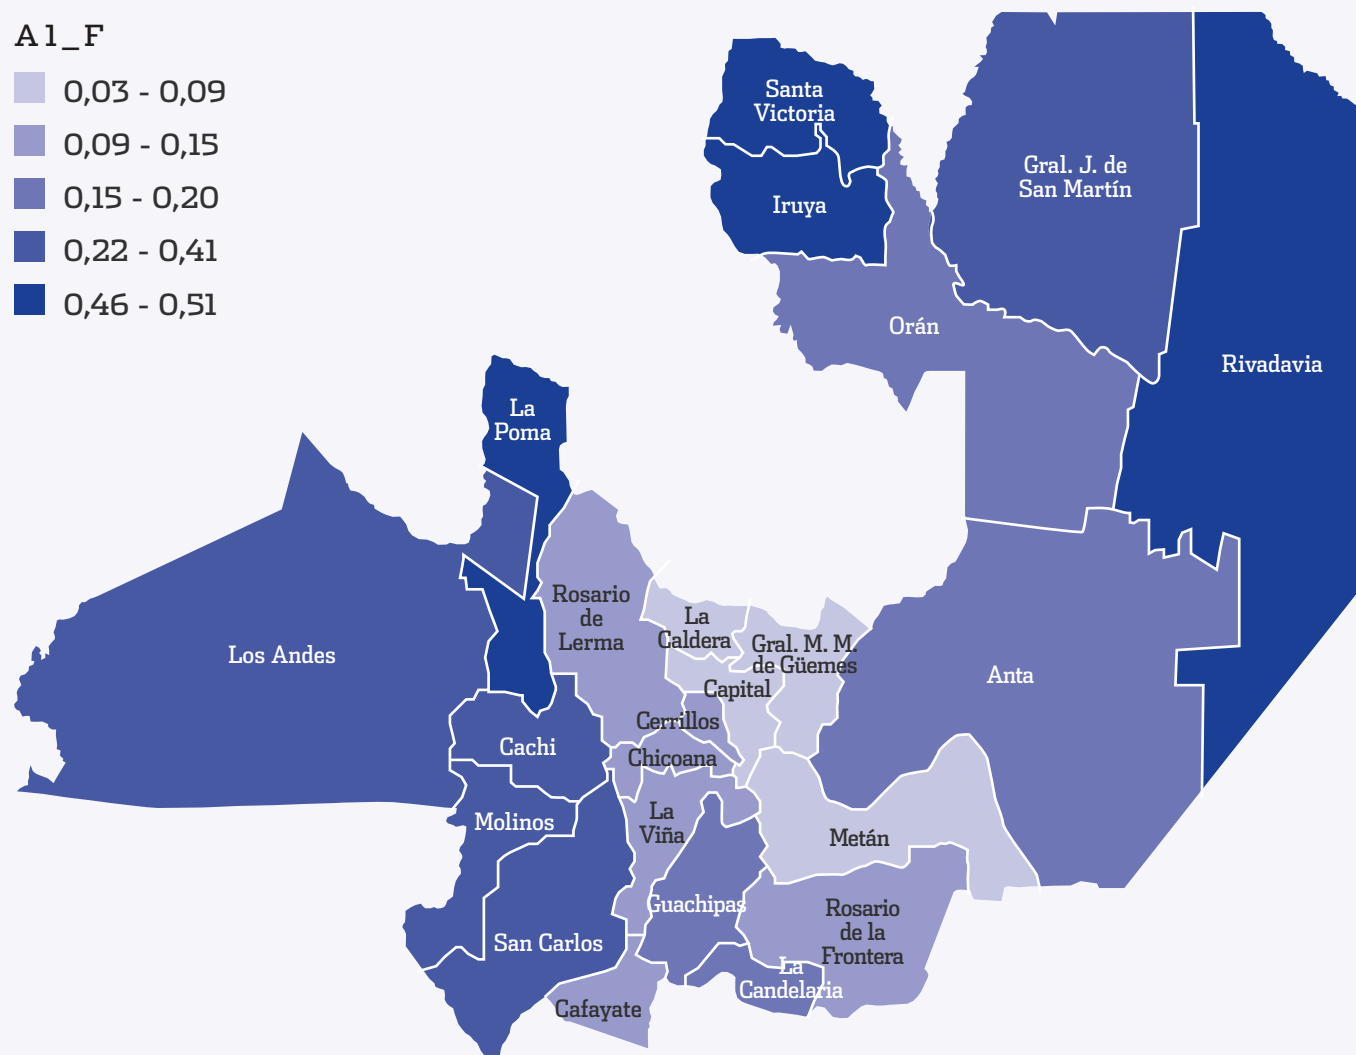 A1_F
0,03 - 0,09
0,09 - 0,15
0,15 - 0,20
0,22 - 0,41
0,46 - 0,51
Santa
Victoria
Iruya
Gral. J. de
San Martín
Orán
Rivadavia
La
Poma
Rosario
de
Lerma
La
Caldera
Gral. M. M.
de Güemes
Los Andes
Anta
Capital
Cerrillos
Cachi
Chicoana
Molinos
La
Viña
Metán
Guachipas
Rosario
de la
Frontera
San Carlos
La
Candelaria
Cafayate